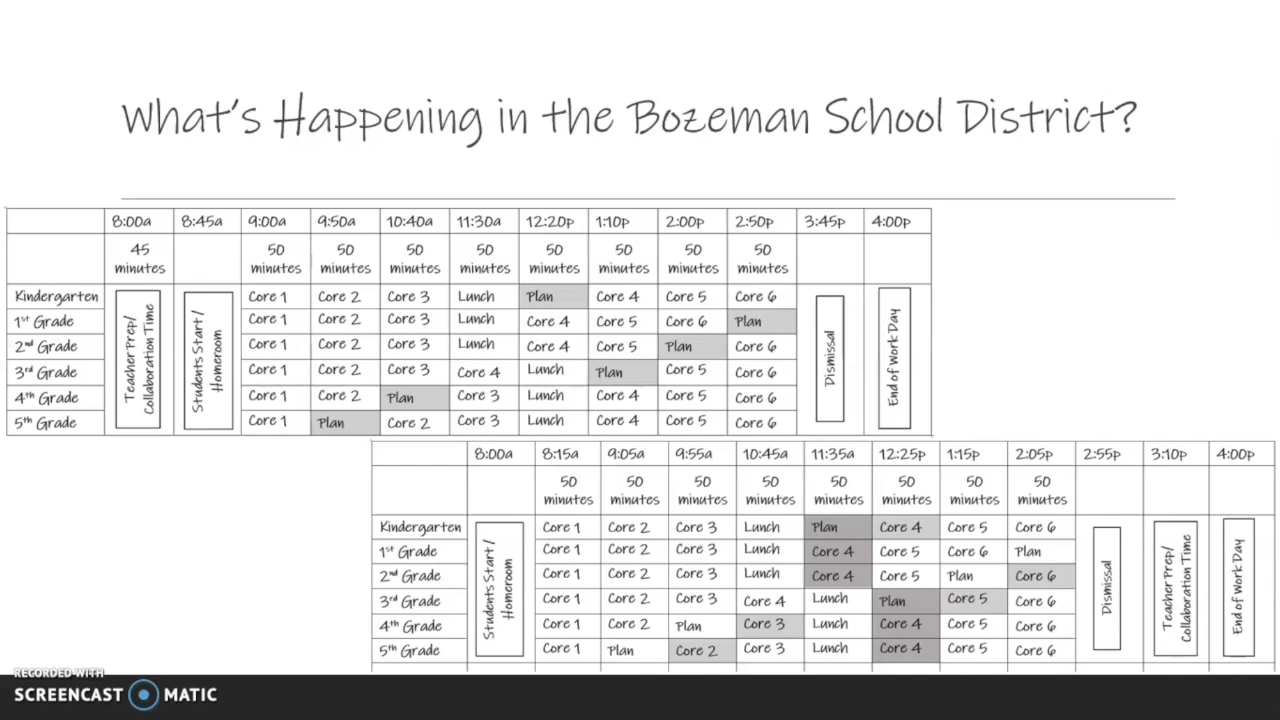 What's Happening in the Bozeman School District?
8:00a 8:45a 9:00a 9:50a 10:40a 11:30a 12:20p 1:10p 2:00p 2:50p 3:45p 4:00p
45 minutes 50 minutes 50 minutes 50 minutes 50 minutes 50 minutes 50 minutes 50 minutes 50 minutes
Kindergarten Core 1 Core 2 Core 3 Lunch Plan Core 4 Core 5 Core 6
1st Grade Core 1 Core 2 Core 3 Lunch Core 4 Core 5 Core 6 Plan
2nd Grade Core 1 Core 2 Core 3 Lunch Core 4 Core 5 Plan Core 6
3rd Grade Core 1 Core 2 Core 3 Core 4 Lunch Plan Core 5 Core 6
4th Grade Core 1 Core 2 Plan Core 3 Lunch Core 4 Core 5 Core 6
5th Grade Core 1 Plan Core 2 Core 3 Lunch Core 4 Core 5 Core 6
Teacher Prep/
Collaboration Time
Students Start /
Homeroom
Dismissal
End of Work Day
8:00a 8:15a 9:05a 9:55a 10:45a 11:35a 12:25p 1:15p 2:05p 2:55p 3:10p 4:00p
50 minutes 50 minutes 50 minutes 50 minutes 50 minutes 50 minutes 50 minutes 50 minutes
Kindergarten Core 1 Core 2 Core 3 Lunch Plan Core 4 Core 5 Core 6
1st Grade Core 1 Core 2 Core 3 Lunch Core 4 Core 5 Core 6 Plan
2nd Grade Core 1 Core 2 Core 3 Lunch Core 4 Core 5 Plan Core 6
3rd Grade Core 1 Core 2 Core 3 Core 4 Lunch Plan Core 5 Core 6
4th Grade Core 1 Core 2 Plan Core 3 Lunch Core 4 Core 5 Core 6
5th Grade Core 1 Plan Core 2 Core 3 Lunch Core 4 Core 5 Core 6
Students Start /
Homeroom
Dismissal
Teacher Prep/
Collaboration Time
End of Work Day
RECORDED WITH
SCREENCAST MATIC